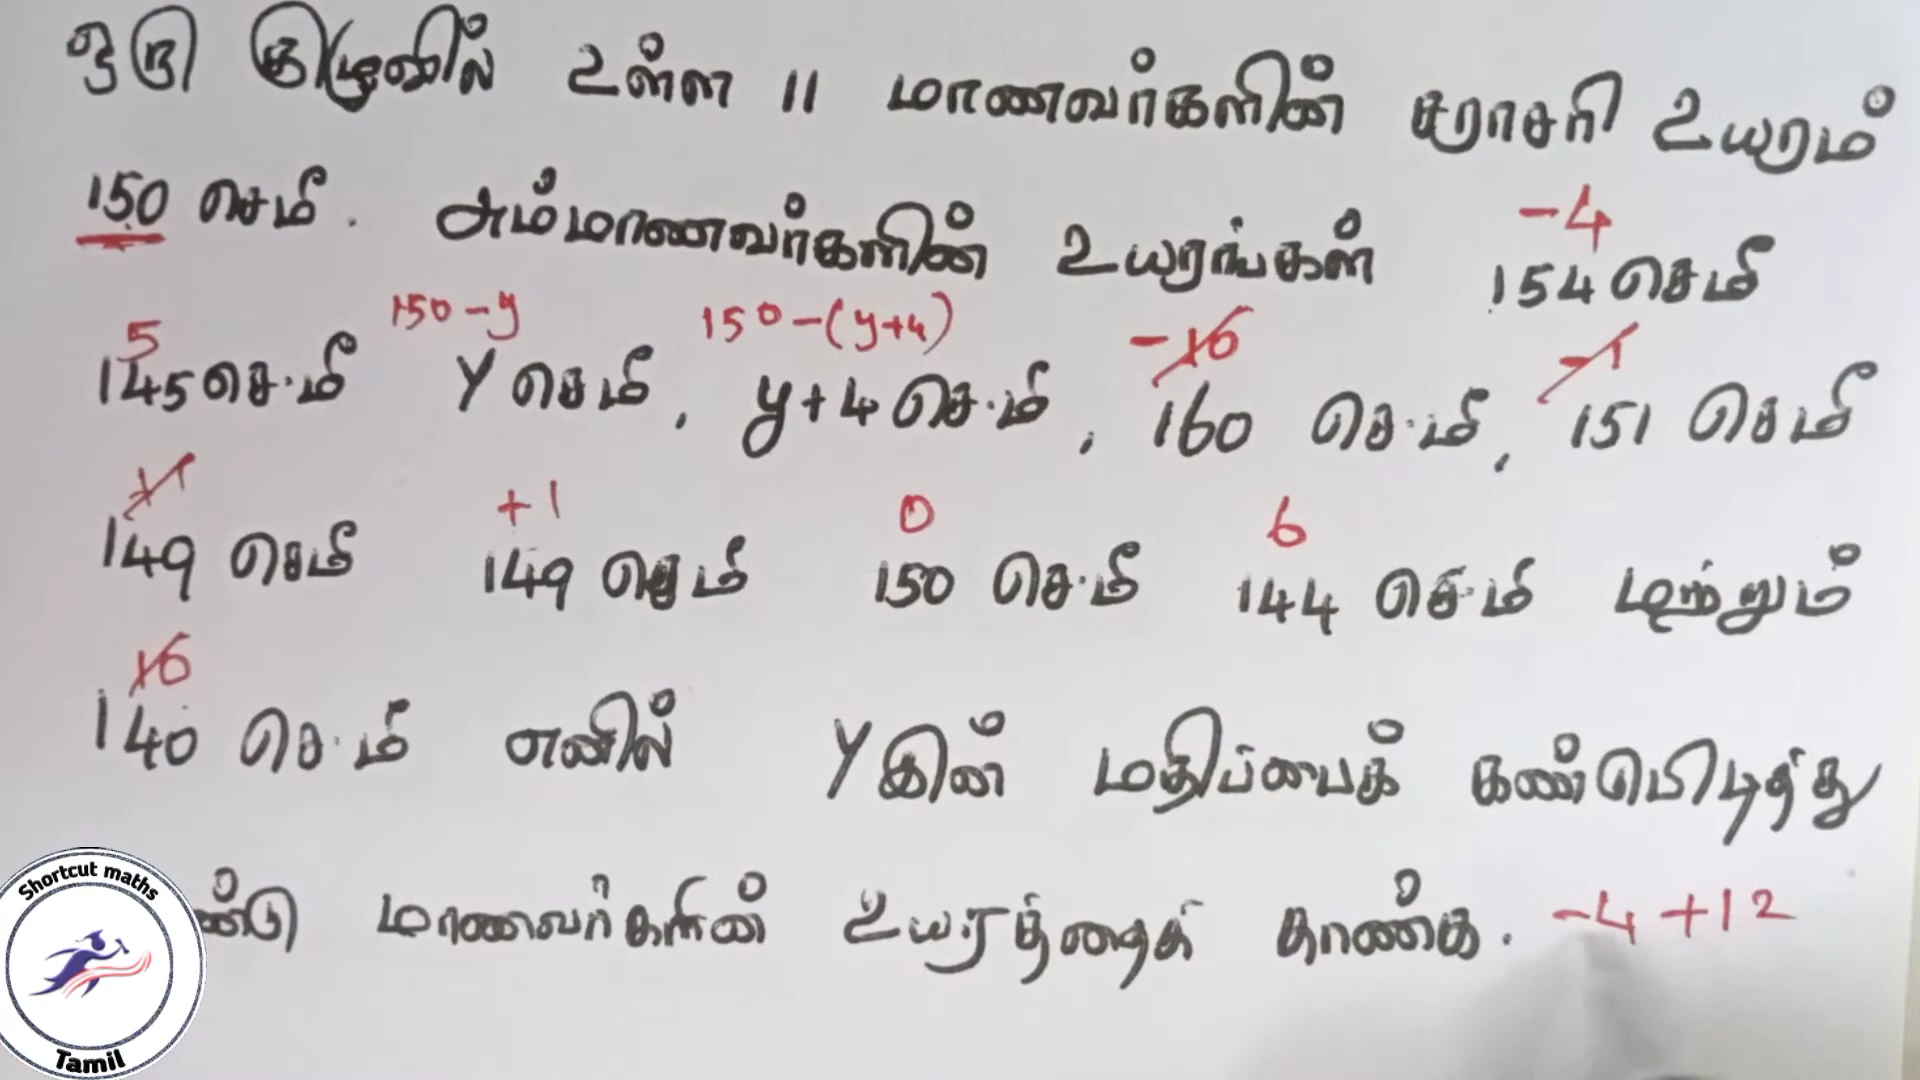 ஒரு குழுவில் உள்ள 11 மாணவர்களின் சராசரி உயரம்
-4
150 செமீ. அம்மாணவர்களின் உயரங்கள் 154 செமீ
5 150-y 150-(y+4) -10 -1
145 செ.மீ y செமீ, y+4 செ.மீ, 160 செ.மீ, 151 செமீ
+1 +1 0 6
149 செமீ 149 செமீ 150 செ.மீ 144 செ.மீ மற்றும்
10
140 செ.மீ எனில் y இன் மதிப்பைக் கண்டுபிடித்து
ண்டு மாணவர்களின் உயரத்தைக் காண்க. -4 +12
Shortcut maths
Tamil